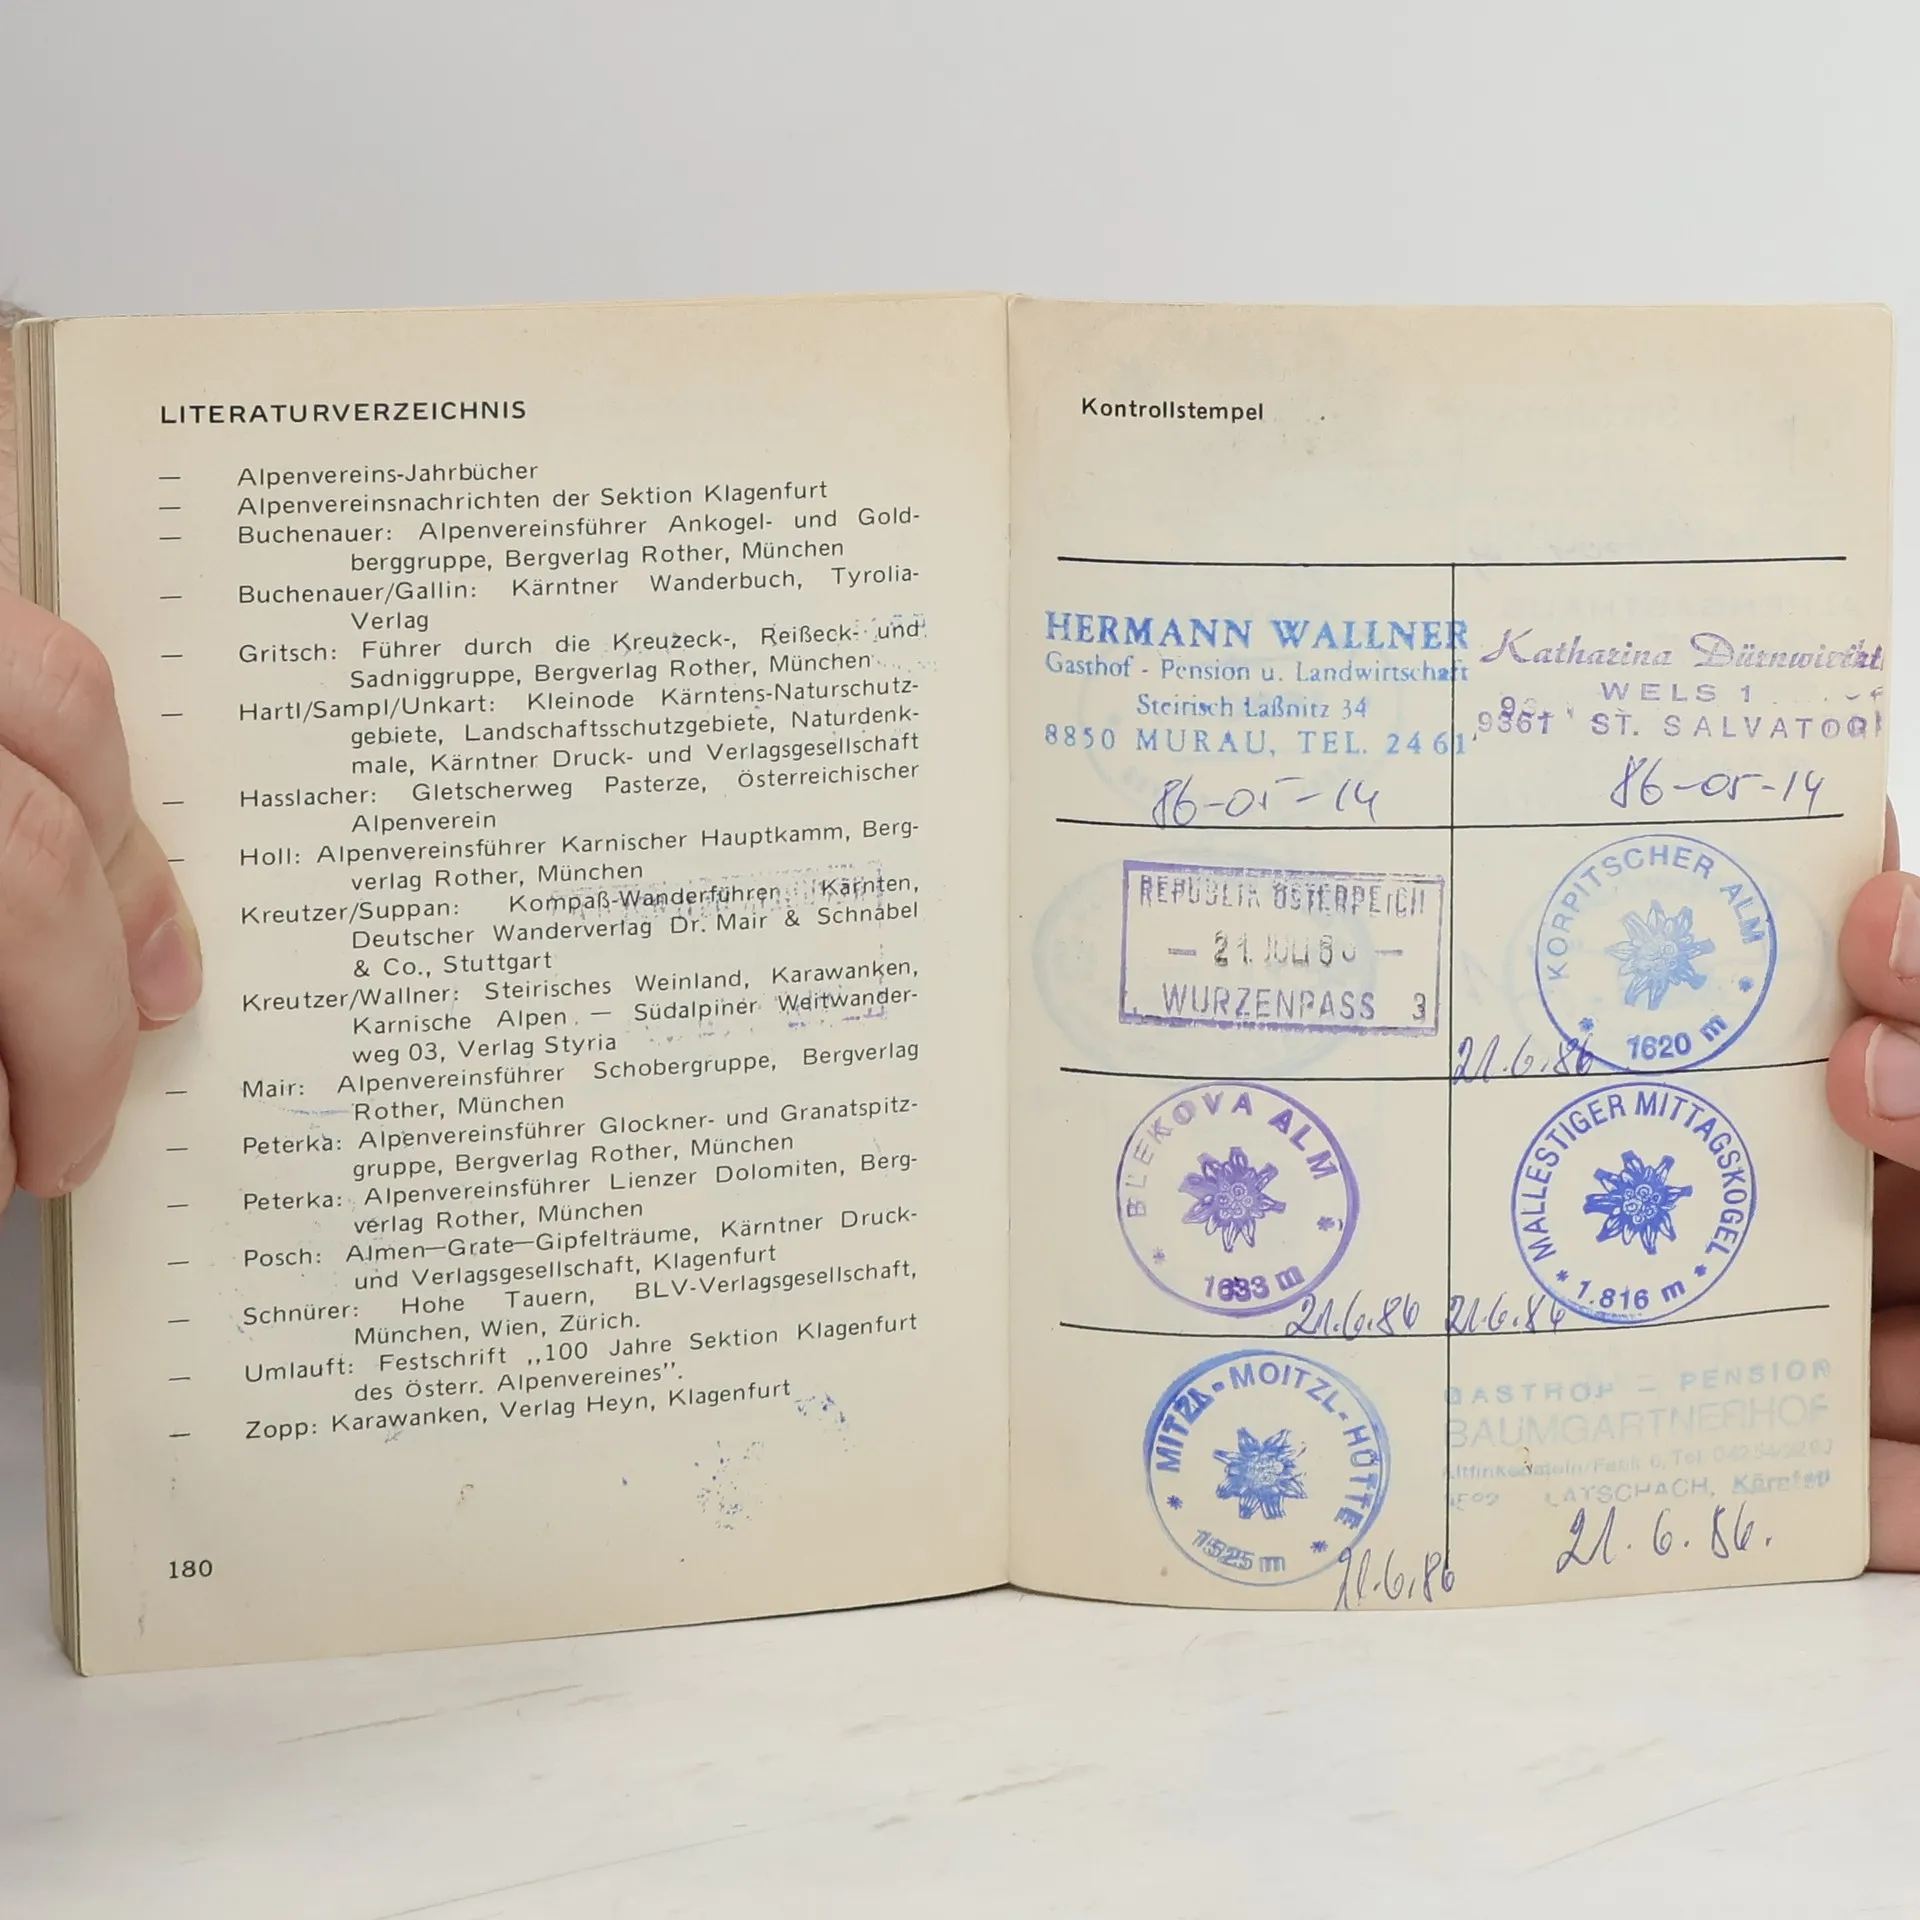 LITERATURVERZEICHNIS
— Alpenvereins-Jahrbücher
— Alpenvereinsnachrichten der Sektion Klagenfurt
— Buchenauer: Alpenvereinsführer Ankogel- und Gold-
berggruppe, Bergverlag Rother, München
— Buchenauer/Gallin: Kärntner Wanderbuch, Tyrolia-
Verlag
— Gritsch: Führer durch die Kreuzeck-, Reißeck- und
Sadniggruppe, Bergverlag Rother, München
— Hartl/Sampl/Unkart: Kleinode Kärntens-Naturschutz-
gebiete, Landschaftsschutzgebiete, Naturdenk-
male, Kärntner Druck- und Verlagsgesellschaft
— Hasslacher: Gletscherweg Pasterze, Österreichischer
Alpenverein
— Holl: Alpenvereinsführer Karnischer Hauptkamm, Berg-
verlag Rother, München
Kreutzer/Suppan: Kompaß-Wanderführer Kärnten,
Deutscher Wanderverlag Dr. Mair & Schnabel
& Co., Stuttgart
Kreutzer/Wallner: Steirisches Weinland, Karawanken,
Karnische Alpen — Südalpiner Weitwander-
weg 03, Verlag Styria
— Mair: Alpenvereinsführer Schobergruppe, Bergverlag
Rother, München
— Peterka: Alpenvereinsführer Glockner- und Granatspitz-
gruppe, Bergverlag Rother, München
— Peterka: Alpenvereinsführer Lienzer Dolomiten, Berg-
verlag Rother, München
— Posch: Almen—Grate—Gipfelträume, Kärntner Druck-
und Verlagsgesellschaft, Klagenfurt
— Schnürer: Hohe Tauern, BLV-Verlagsgesellschaft,
München, Wien, Zürich.
— Umlauft: Festschrift „100 Jahre Sektion Klagenfurt
des Österr. Alpenvereines".
— Zopp: Karawanken, Verlag Heyn, Klagenfurt
180
Kontrollstempel
HERMANN WALLNER
Gasthof - Pension u. Landwirtschaft
Steirisch Laßnitz 34
8850 MURAU, TEL. 2461
86-05-14
Katharina Dürnwirth
WELS 1
9361 ST. SALVATOR
86-05-14
REPUBLIK ÖSTERREICH
— 21. JULI —
WURZENPASS 3
KORPITSCHER ALM
1620 m
21.6.86
BLEKOVA ALM
1633 m
21.6.86
MALLESTIGER MITTAGSKOGEL
1.816 m
21.6.86
MITZL-MOITZL-HÜTTE
1525 m
21.6.86
GASTHOF - PENSION
BAUMGARTNERHOF
LATSCHACH, Kärnten
21.6.86.